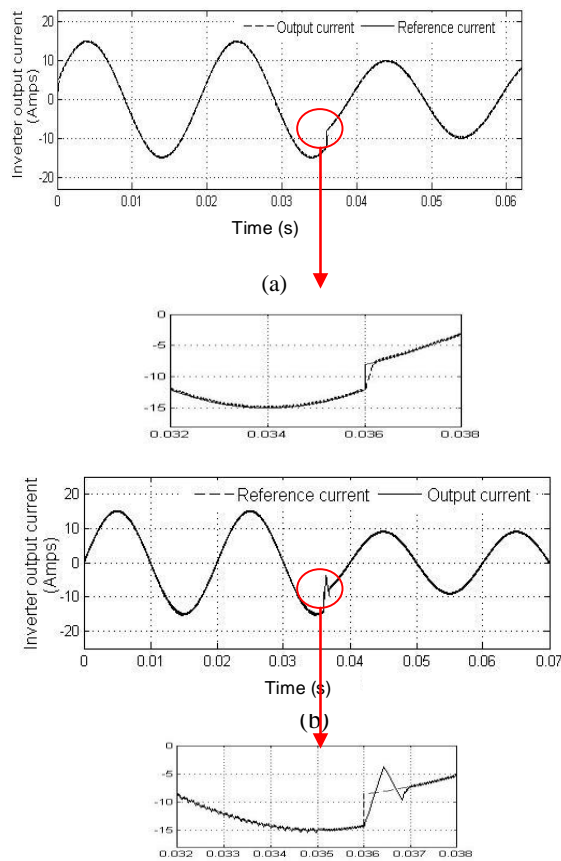 Output current Reference current
Inverter output current
(Amps)
20
10
0
-10
-20
0 0.01 0.02 0.03 0.04 0.05 0.06
Time (s)
(a)
0
-5
-10
-15
0.032 0.034 0.036 0.038
Reference current Output current
Inverter output current
(Amps)
20
10
0
-10
-20
0 0.01 0.02 0.03 0.04 0.05 0.06 0.07
Time (s)
(b)
0
-5
-10
-15
0.032 0.033 0.034 0.035 0.036 0.037 0.038